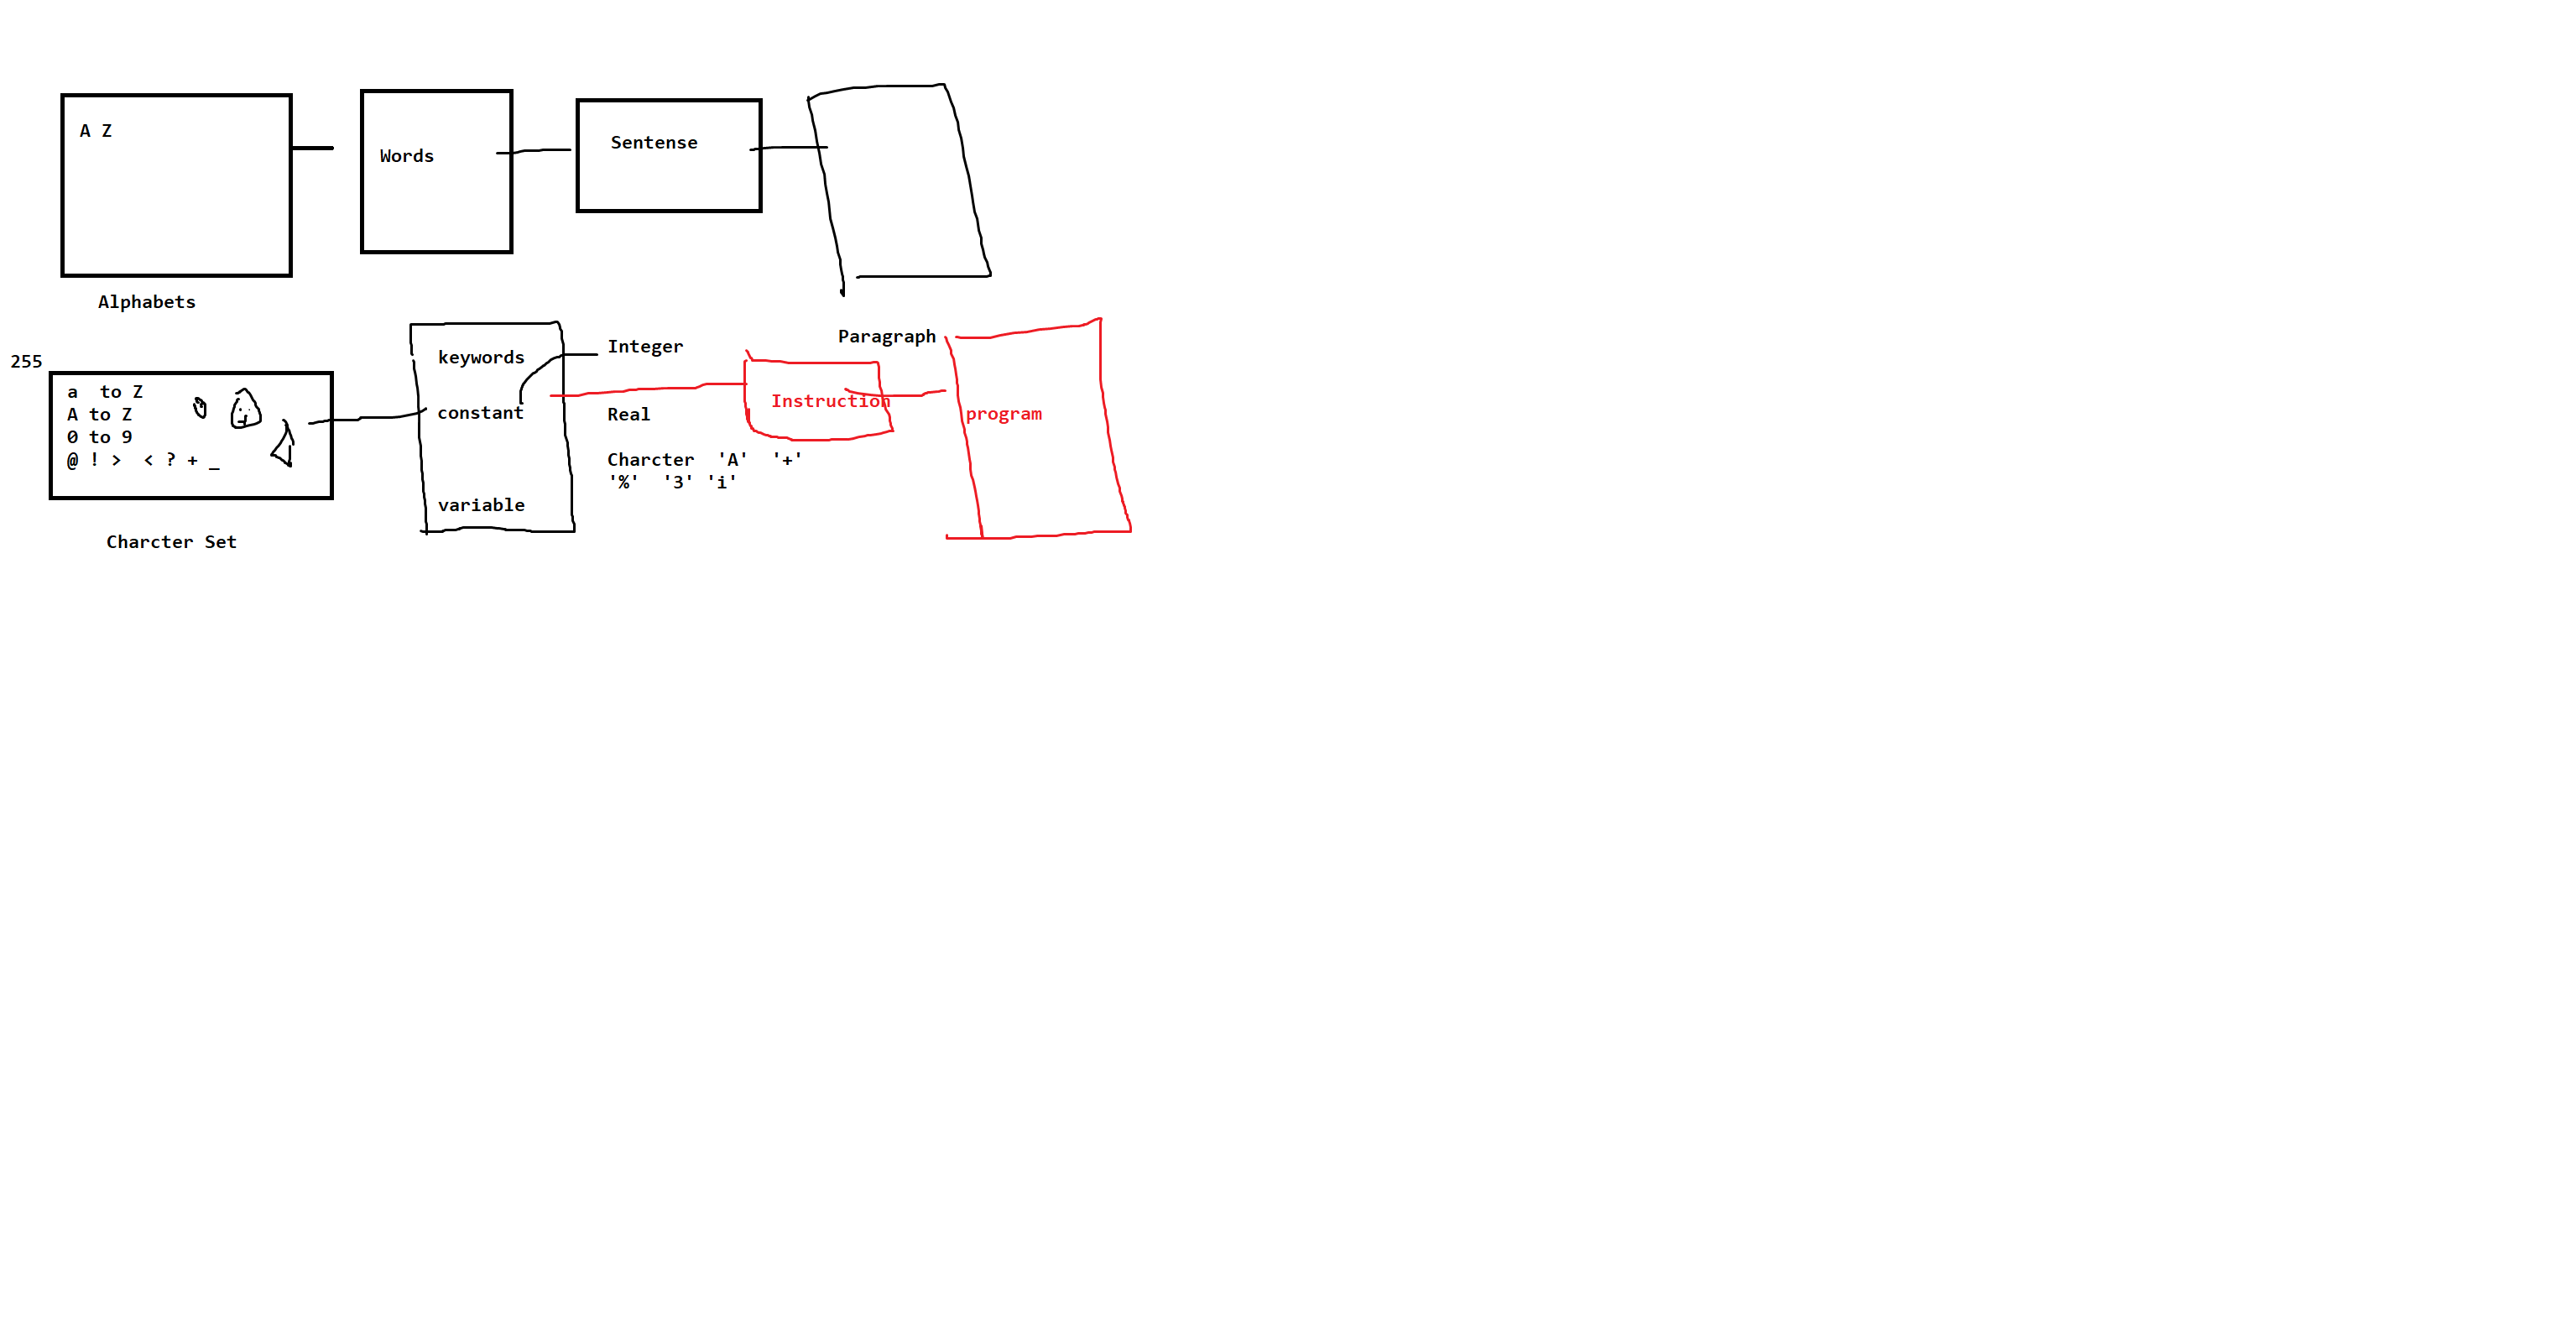 A Z
Words
Sentense
Alphabets
Paragraph
255
a  to Z
A to Z
0 to 9
@ ! >  < ? + _
Charcter Set
keywords
constant
variable
Integer
Real
Charcter  'A'  '+'
'%'  '3' 'i'
Instruction
program